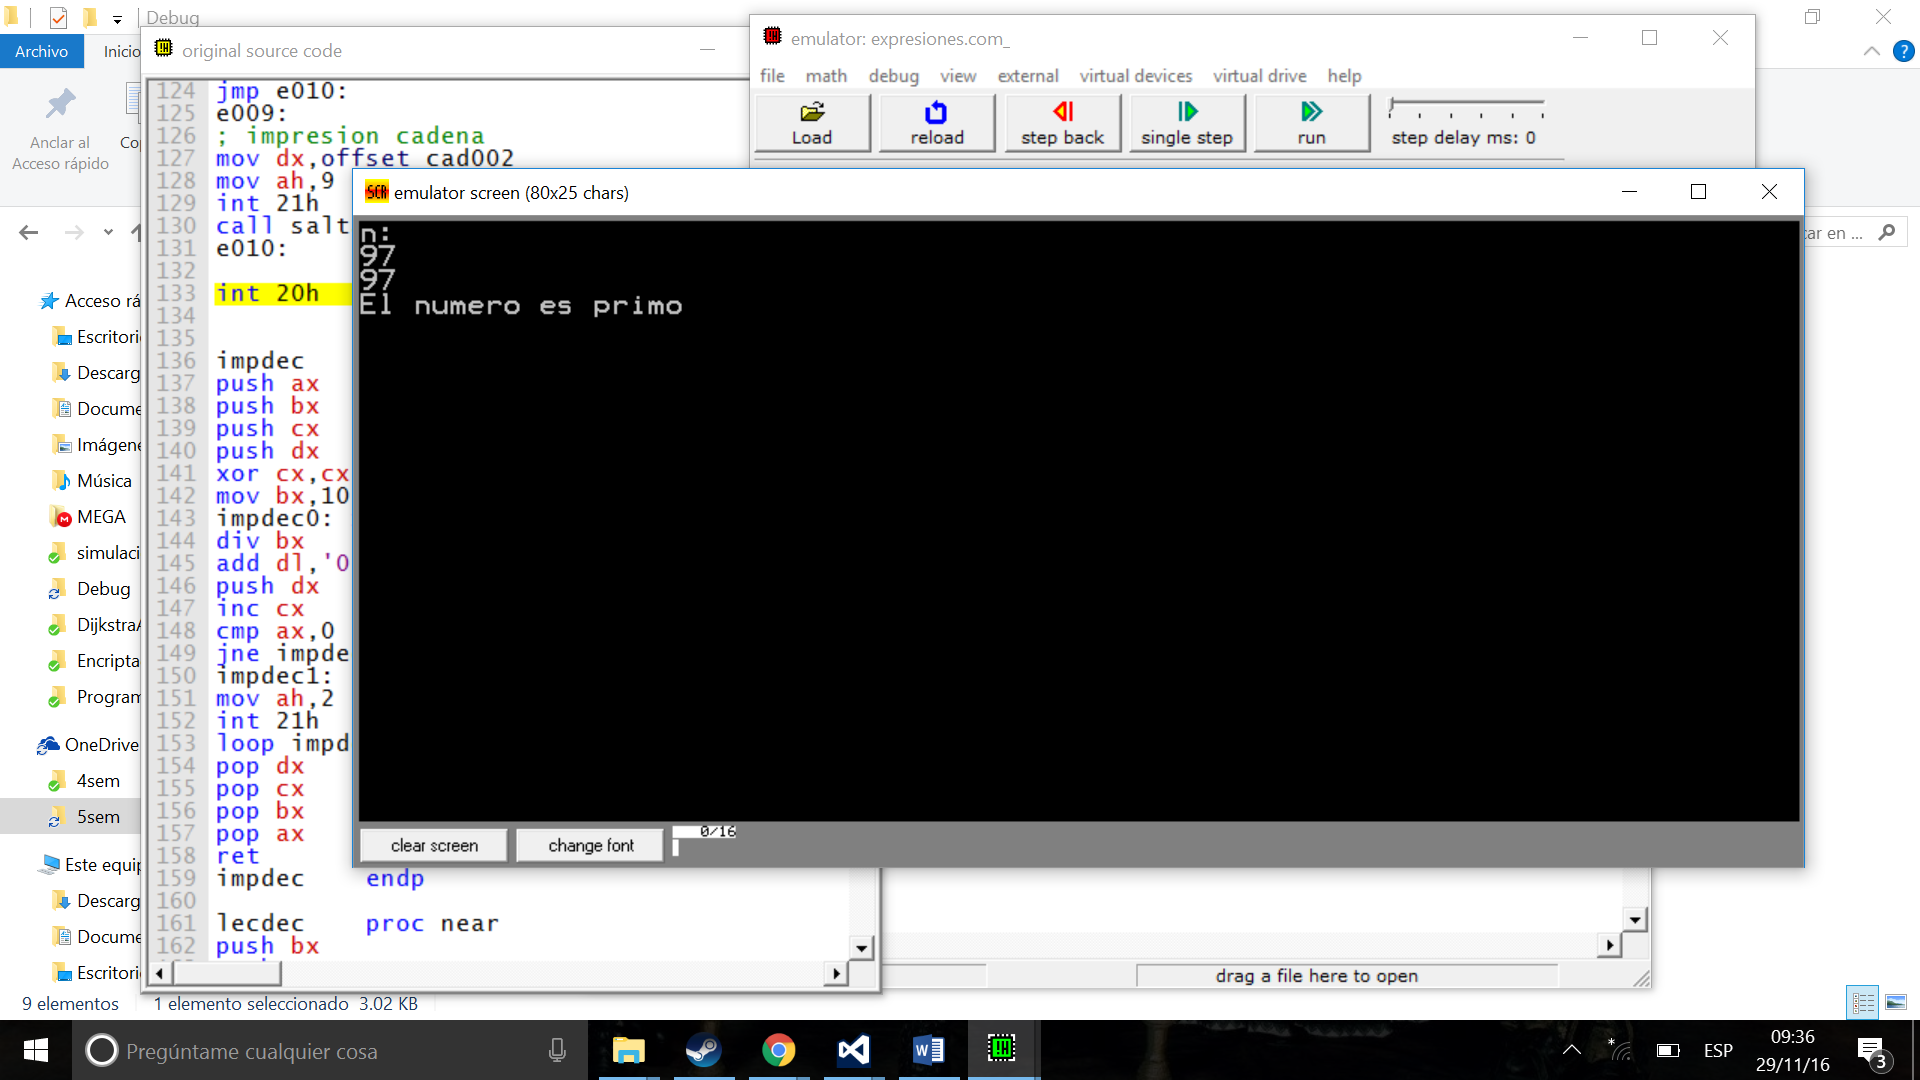 Debug
Archivo
Inicio
Anclar al
Acceso rápido
original source code
124 jmp e010:
125 e009:
126 ; impresion cadena
127 mov dx,offset cad002
128 mov ah,9
129 int 21h
130 call salt
131 e010:
132
133 int 20h
134
135
136 impdec
137 push ax
138 push bx
139 push cx
140 push dx
141 xor cx,cx
142 mov bx,10
143 impdec0:
144 div bx
145 add dl,'0
146 push dx
147 inc cx
148 cmp ax,0
149 jne impde
150 impdec1:
151 mov ah,2
152 int 21h
153 loop impd
154 pop dx
155 pop cx
156 pop bx
157 pop ax
158 ret
159 impdec endp
160
161 lecdec proc near
162 push bx
emulator: expresiones.com_
file math debug view external virtual devices virtual drive help
Load
reload
step back
single step
run
step delay ms: 0
emulator screen (80x25 chars)
n:
97
97
El numero es primo
clear screen
change font
0/16
drag a file here to open
car en ...
Acceso rá
Escritori
Descarg
Docume
Imágene
Música
MEGA
simulaci
Debug
DijkstraA
Encripta
Program
OneDrive
4sem
5sem
Este equip
Descarg
Docume
Escritori
9 elementos
1 elemento seleccionado 3.02 KB
Pregúntame cualquier cosa
ESP
09:36
29/11/16
3